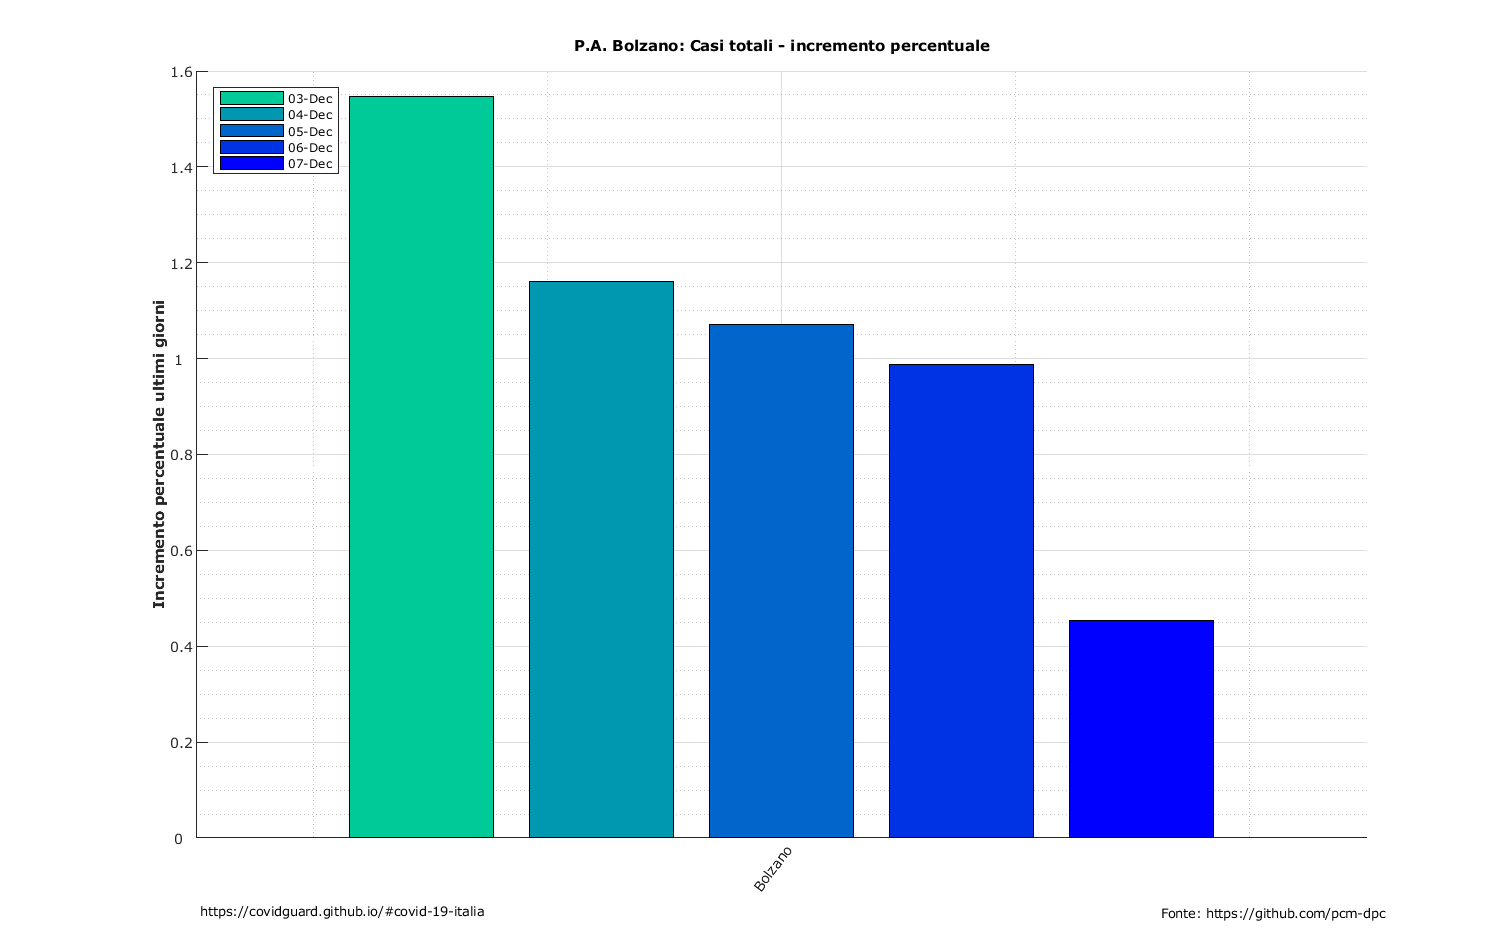 P.A. Bolzano: Casi totali - incremento percentuale
Incremento percentuale ultimi giorni
1.6
1.4
1.2
1
0.8
0.6
0.4
0.2
0
03-Dec
04-Dec
05-Dec
06-Dec
07-Dec
Bolzano
https://covidguard.github.io/#covid-19-italia
Fonte: https://github.com/pcm-dpc